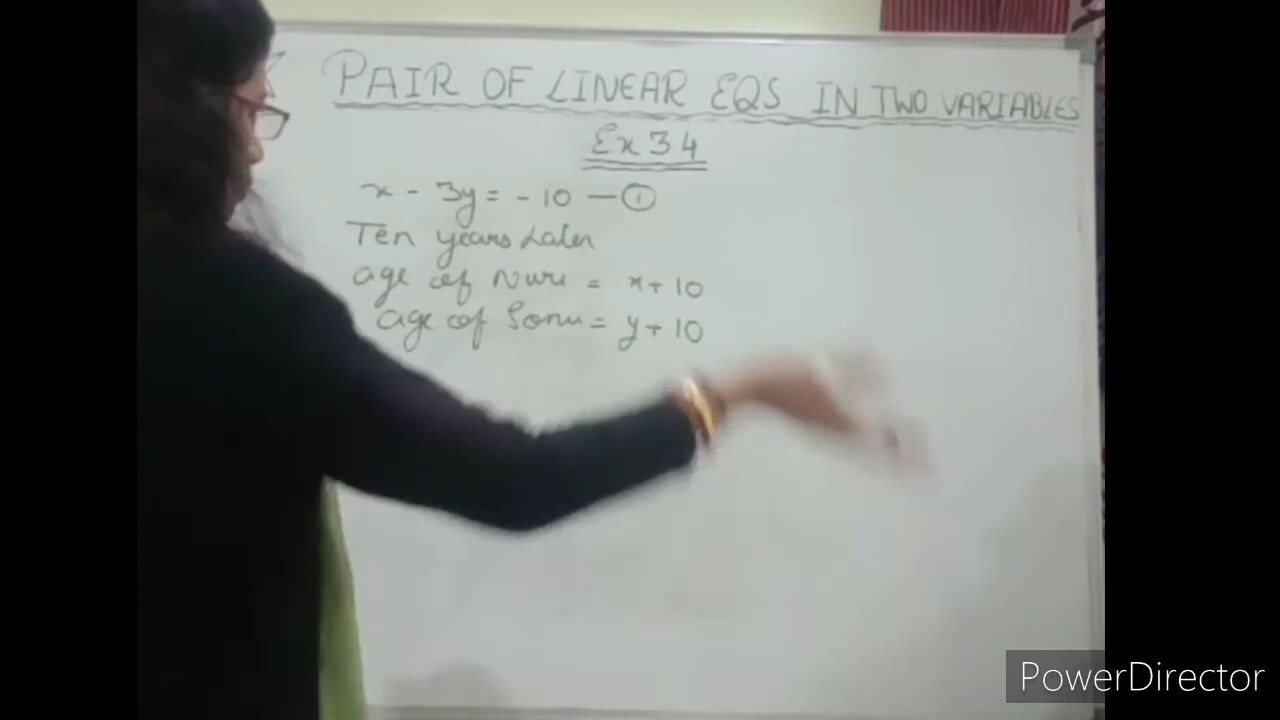 PAIR OF LINEAR EQS IN TWO VARIABLES
Ex 3 4
x - 3y = - 10 — ①
Ten years Later
age of Nuri = x + 10
age of Sonu = y + 10
PowerDirector